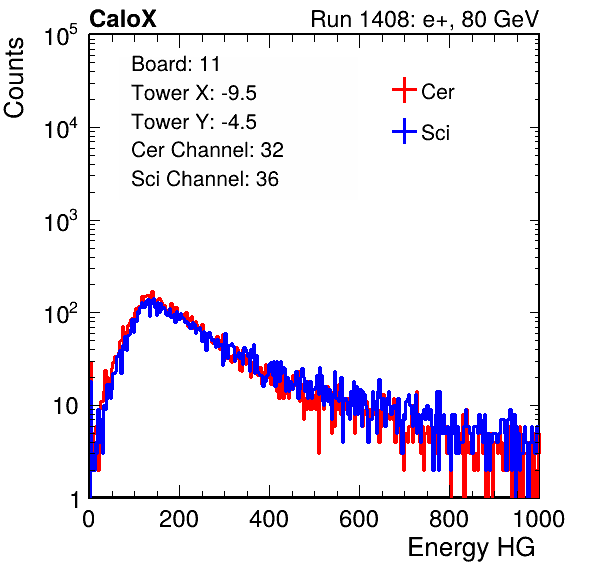 CaloX Run 1408: e+, 80 GeV
Counts
10^5
10^4
10^3
10^2
10
1
Board: 11
Tower X: -9.5
Tower Y: -4.5
Cer Channel: 32
Sci Channel: 36
Cer
Sci
0 200 400 600 800 1000
Energy HG